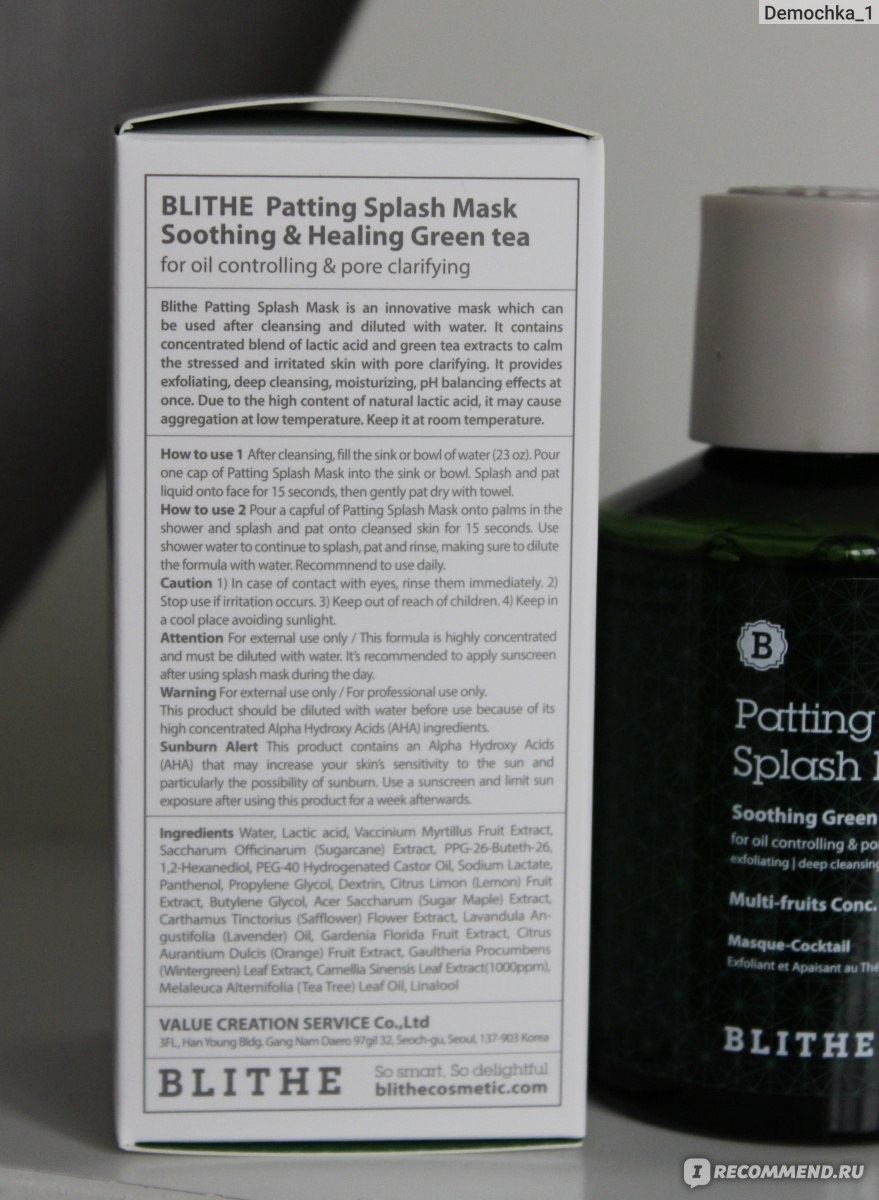 Demochka_1
BLITHE Patting Splash Mask
Soothing & Healing Green tea
for oil controlling & pore clarifying
Blithe Patting Splash Mask is an innovative mask which can
be used after cleansing and diluted with water. It contains
concentrated blend of lactic acid and green tea extracts to calm
the stressed and irritated skin with pore clarifying. It provides
exfoliating, deep cleansing, moisturizing, pH balancing effects at
once. Due to the high content of natural lactic acid, it may cause
aggregation at low temperature. Keep it at room temperature.
How to use 1 After cleansing, fill the sink or bowl of water (23 oz). Pour
one cap of Patting Splash Mask into the sink or bowl. Splash and pat
liquid onto face for 15 seconds, then gently pat dry with towel.
How to use 2 Pour a capful of Patting Splash Mask onto palms in the
shower and splash and pat onto cleansed skin for 15 seconds. Use
shower water to continue to splash, pat and rinse, making sure to dilute
the formula with water. Recommnend to use daily.
Caution 1) In case of contact with eyes, rinse them immediately. 2)
Stop use if irritation occurs. 3) Keep out of reach of children. 4) Keep in
a cool place avoiding sunlight.
Attention For external use only / This formula is highly concentrated
and must be diluted with water. It's recommended to apply sunscreen
after using splash mask during the day.
Warning For external use only / For professional use only.
This product should be diluted with water before use because of its
high concentrated Alpha Hydroxy Acids (AHA) ingredients.
Sunburn Alert This product contains an Alpha Hydroxy Acids
(AHA) that may increase your skin's sensitivity to the sun and
particularly the possibility of sunburn. Use a sunscreen and limit sun
exposure after using this product for a week afterwards.
Ingredients Water, Lactic acid, Vaccinium Myrtillus Fruit Extract,
Saccharum Officinarum (Sugarcane) Extract, PPG-26-Buteth-26,
1,2-Hexanediol, PEG-40 Hydrogenated Castor Oil, Sodium Lactate,
Panthenol, Propylene Glycol, Dextrin, Citrus Limon (Lemon) Fruit
Extract, Butylene Glycol, Acer Saccharum (Sugar Maple) Extract,
Carthamus Tinctorius (Safflower) Flower Extract, Lavandula An-
gustifolia (Lavender) Oil, Gardenia Florida Fruit Extract, Citrus
Aurantium Dulcis (Orange) Fruit Extract, Gaultheria Procumbens
(Wintergreen) Leaf Extract, Camellia Sinensis Leaf Extract(1000ppm),
Melaleuca Alternifolia (Tea Tree) Leaf Oil, Linalool
VALUE CREATION SERVICE Co.,Ltd
3FL, Han Young Bldg. Gang Nam Daero 97gil 32, Seoch-gu, Seoul, 137-903 Korea
BLITHE
So smart, So delightful
blithecosmetic.com
B
Patting
Splash
Soothing Green
for oil controlling & po
exfoliating | deep cleansing
Multi-fruits Conc.
Masque-Cocktail
Exfoliant et Apaisant au Thé
BLITHE
I RECOMMEND.RU